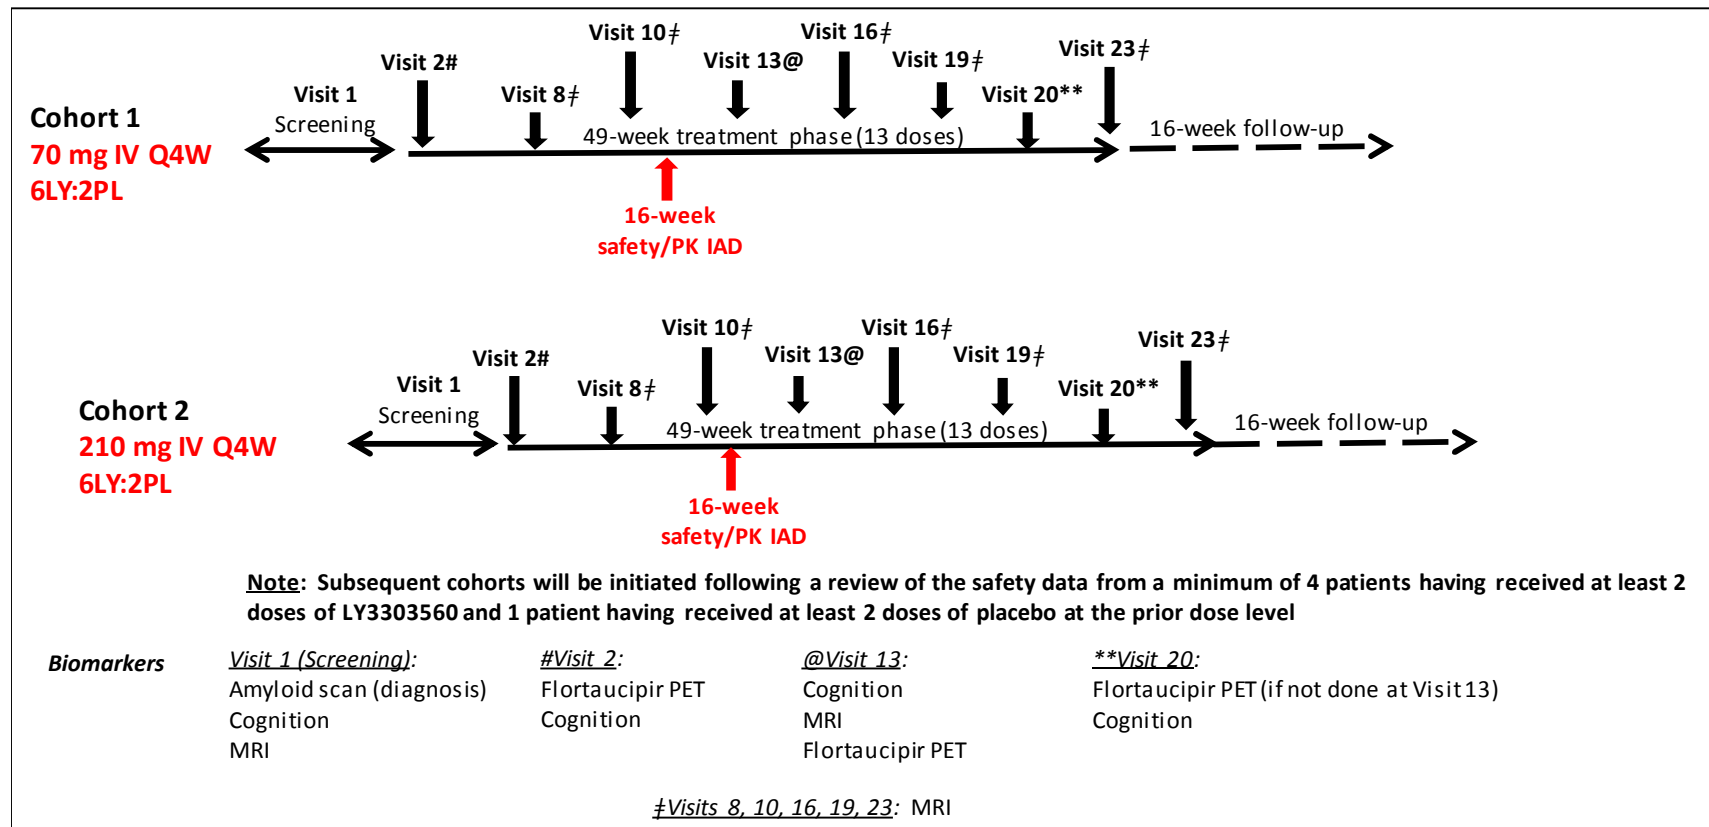 Visit 10ǂ
Visit 16ǂ
Visit 23ǂ
Visit 2#
Visit 13@
Visit 19ǂ
Visit 1
Screening
Visit 8ǂ
Visit 20**
Cohort 1
70 mg IV Q4W
6LY:2PL
49-week treatment phase (13 doses)
16-week follow-up
16-week
safety/PK IAD
Visit 10ǂ
Visit 16ǂ
Visit 23ǂ
Visit 2#
Visit 13@
Visit 19ǂ
Visit 1
Screening
Visit 8ǂ
Visit 20**
Cohort 2
210 mg IV Q4W
6LY:2PL
49-week treatment phase (13 doses)
16-week follow-up
16-week
safety/PK IAD
Note: Subsequent cohorts will be initiated following a review of the safety data from a minimum of 4 patients having received at least 2
doses of LY3303560 and 1 patient having received at least 2 doses of placebo at the prior dose level
Biomarkers
Visit 1 (Screening):
Amyloid scan (diagnosis)
Cognition
MRI
#Visit 2:
Flortaucipir PET
Cognition
@Visit 13:
Cognition
MRI
Flortaucipir PET
**Visit 20:
Flortaucipir PET (if not done at Visit 13)
Cognition
ǂVisits 8, 10, 16, 19, 23: MRI